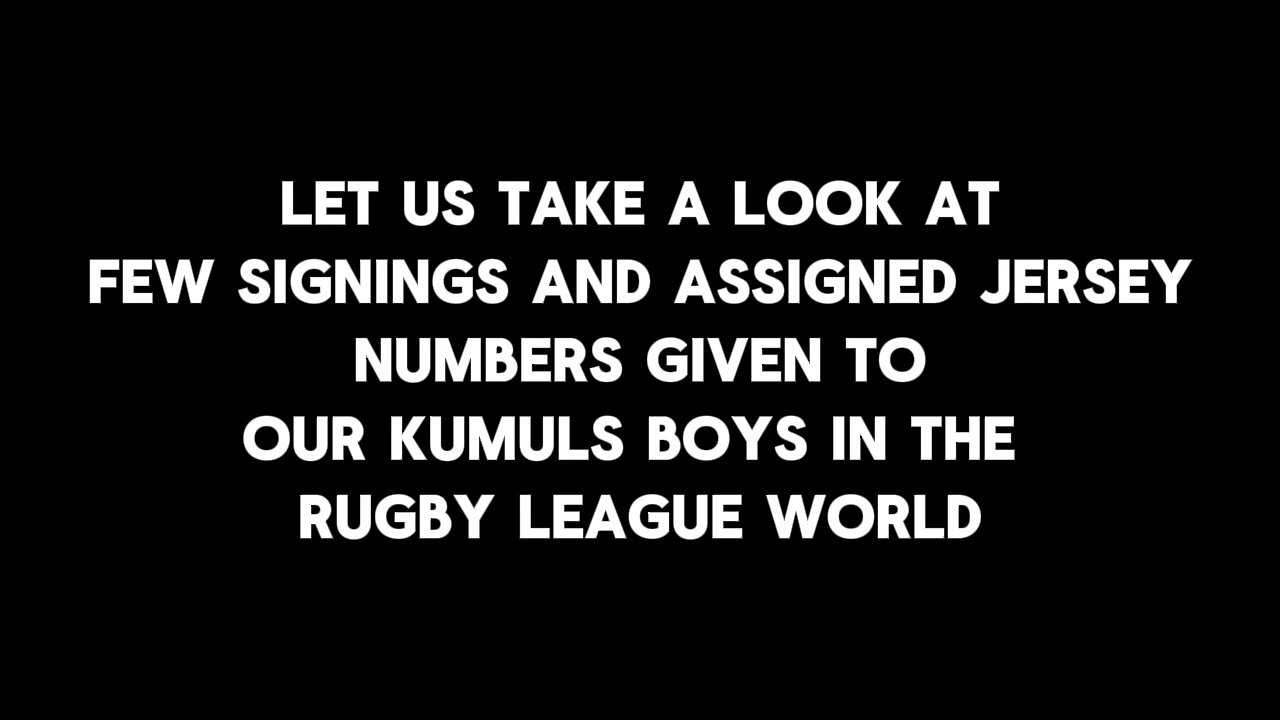 LET US TAKE A LOOK AT
FEW SIGNINGS AND ASSIGNED JERSEY
NUMBERS GIVEN TO
OUR KUMULS BOYS IN THE
RUGBY LEAGUE WORLD